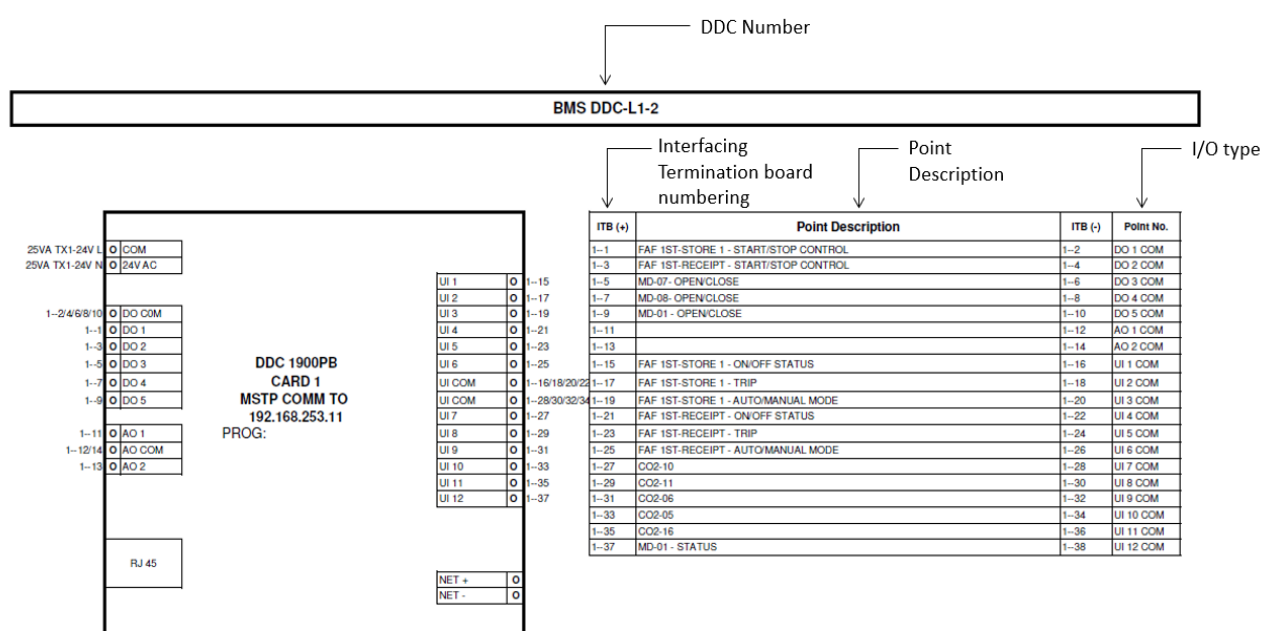 DDC Number
BMS DDC-L1-2
Interfacing
Termination board
numbering
Point
Description
I/O type
25VA TX1-24V L O COM
25VA TX1-24V N O 24V AC
1--2/4/6/8/10 O DO C0M
1--1 O DO 1
1--3 O DO 2
1--5 O DO 3
1--7 O DO 4
1--9 O DO 5
1--11 O AO 1
1--12/14 O AO COM
1--13 O AO 2
RJ 45
DDC 1900PB
CARD 1
MSTP COMM TO
192.168.253.11
PROG:
UI 1 O 1--15
UI 2 O 1--17
UI 3 O 1--19
UI 4 O 1--21
UI 5 O 1--23
UI 6 O 1--25
UI COM O 1--16/18/20/22
UI COM O 1--28/30/32/34
UI 7 O 1--27
UI 8 O 1--29
UI 9 O 1--31
UI 10 O 1--33
UI 11 O 1--35
UI 12 O 1--37
NET + O
NET - O
ITB (+) Point Description ITB (-) Point No.
1--1 FAF 1ST-STORE 1 - START/STOP CONTROL 1--2 DO 1 COM
1--3 FAF 1ST-RECEIPT - START/STOP CONTROL 1--4 DO 2 COM
1--5 MD-07- OPEN/CLOSE 1--6 DO 3 COM
1--7 MD-08- OPEN/CLOSE 1--8 DO 4 COM
1--9 MD-01 - OPEN/CLOSE 1--10 DO 5 COM
1--11 1--12 AO 1 COM
1--13 1--14 AO 2 COM
1--15 FAF 1ST-STORE 1 - ON/OFF STATUS 1--16 UI 1 COM
1--17 FAF 1ST-STORE 1 - TRIP 1--18 UI 2 COM
1--19 FAF 1ST-STORE 1 - AUTO/MANUAL MODE 1--20 UI 3 COM
1--21 FAF 1ST-RECEIPT - ON/OFF STATUS 1--22 UI 4 COM
1--23 FAF 1ST-RECEIPT - TRIP 1--24 UI 5 COM
1--25 FAF 1ST-RECEIPT - AUTO/MANUAL MODE 1--26 UI 6 COM
1--27 CO2-10 1--28 UI 7 COM
1--29 CO2-11 1--30 UI 8 COM
1--31 CO2-06 1--32 UI 9 COM
1--33 CO2-05 1--34 UI 10 COM
1--35 CO2-16 1--36 UI 11 COM
1--37 MD-01 - STATUS 1--38 UI 12 COM